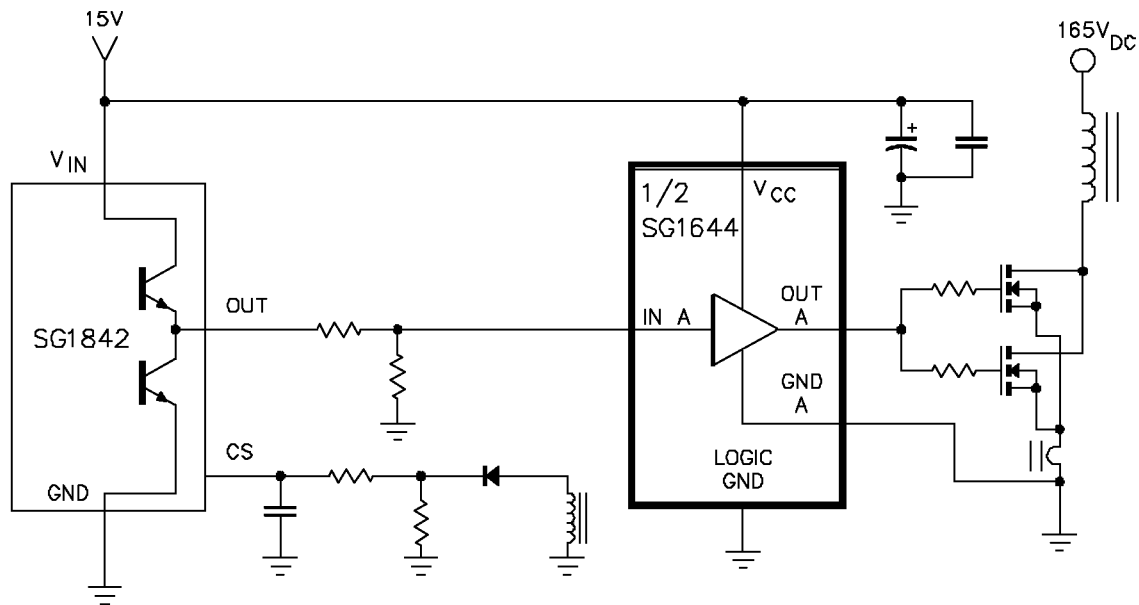 15V
165VDC
VIN
1/2
SG1644
VCC
SG1842
OUT
IN A
OUT
A
GND
A
CS
LOGIC
GND
GND
+